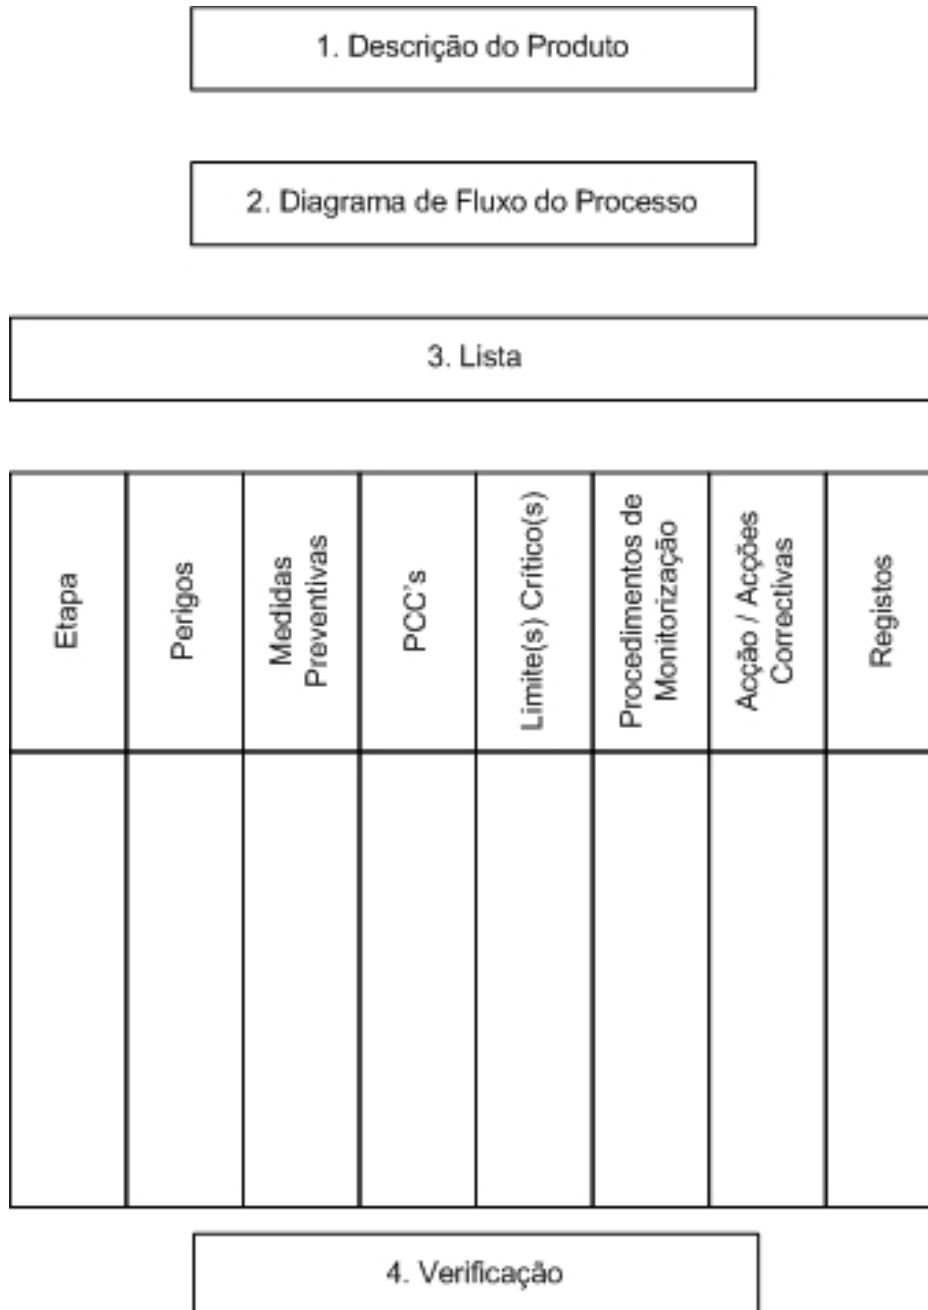 1. Descrição do Produto
2. Diagrama de Fluxo do Processo
3. Lista
Etapa
Perigos
Medidas
Preventivas
PCC's
Limite(s) Crítico(s)
Procedimentos de
Monitorização
Acção / Acções
Correctivas
Registos
4. Verificação